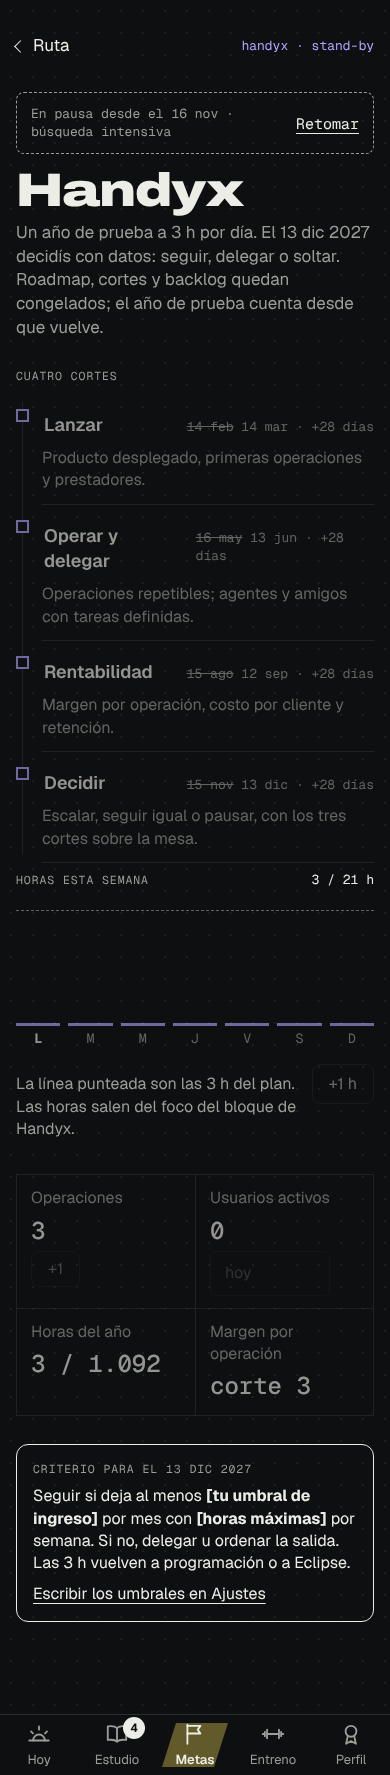 Ruta
handyx · stand-by
En pausa desde el 16 nov ·
búsqueda intensiva
Retomar
Handyx
Un año de prueba a 3 h por día. El 13 dic 2027
decidís con datos: seguir, delegar o soltar.
Roadmap, cortes y backlog quedan
congelados; el año de prueba cuenta desde
que vuelve.
CUATRO CORTES
Lanzar
14 feb 14 mar · +28 días
Producto desplegado, primeras operaciones
y prestadores.
Operar y
delegar
16 may 13 jun · +28
días
Operaciones repetibles; agentes y amigos
con tareas definidas.
Rentabilidad
15 ago 12 sep · +28 días
Margen por operación, costo por cliente y
retención.
Decidir
15 nov 13 dic · +28 días
Escalar, seguir igual o pausar, con los tres
cortes sobre la mesa.
HORAS ESTA SEMANA
3 / 21 h
L M M J V S D
La línea punteada son las 3 h del plan.
Las horas salen del foco del bloque de
Handyx.
+1 h
Operaciones
3
+1
Usuarios activos
0
hoy
Horas del año
3 / 1.092
Margen por
operación
corte 3
CRITERIO PARA EL 13 DIC 2027
Seguir si deja al menos [tu umbral de
ingreso] por mes con [horas máximas] por
semana. Si no, delegar u ordenar la salida.
Las 3 h vuelven a programación o a Eclipse.
Escribir los umbrales en Ajustes
4
Hoy Estudio Metas Entreno Perfil